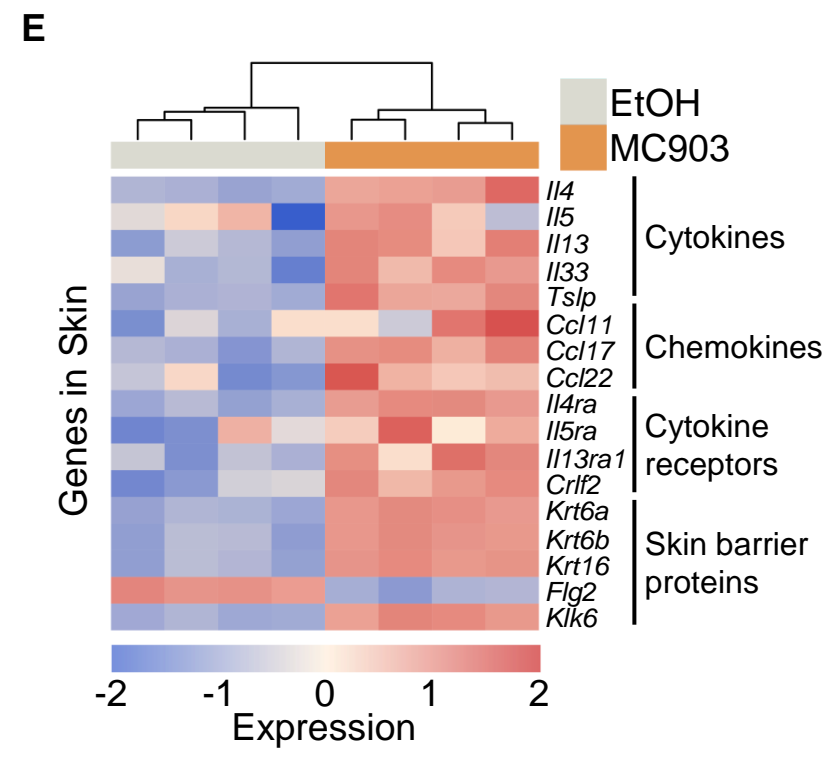 E
EtOH
MC903
Genes in Skin
Il4
Il5
Il13
Il33
Tslp
Ccl11
Ccl17
Ccl22
Il4ra
Il5ra
Il13ra1
Crlf2
Krt6a
Krt6b
Krt16
Flg2
Klk6
Cytokines
Chemokines
Cytokine
receptors
Skin barrier
proteins
-2 -1 0 1 2
Expression